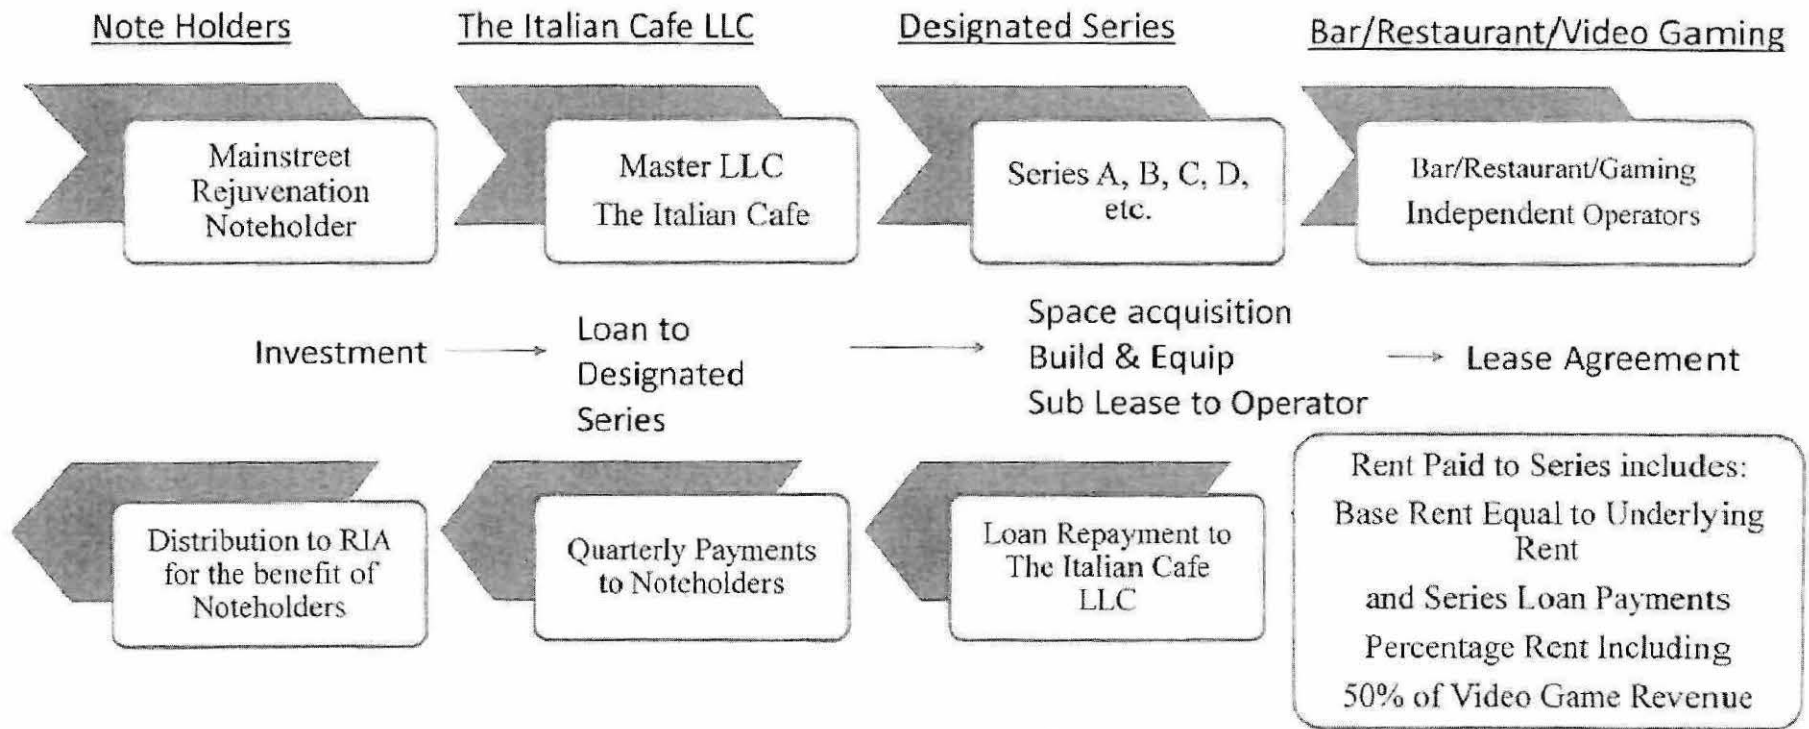 Note Holders
The Italian Cafe LLC
Designated Series
Bar/Restaurant/Video Gaming
Mainstreet
Rejuvenation
Noteholder
Master LLC
The Italian Cafe
Series A, B, C, D,
etc.
Bar/Restaurant/Gaming
Independent Operators
Investment
Loan to
Designated
Series
Space acquisition
Build & Equip
Sub Lease to Operator
Lease Agreement
Distribution to RIA
for the benefit of
Noteholders
Quarterly Payments
to Noteholders
Loan Repayment to
The Italian Cafe
LLC
Rent Paid to Series includes:
Base Rent Equal to Underlying
Rent
and Series Loan Payments
Percentage Rent Including
50% of Video Game Revenue